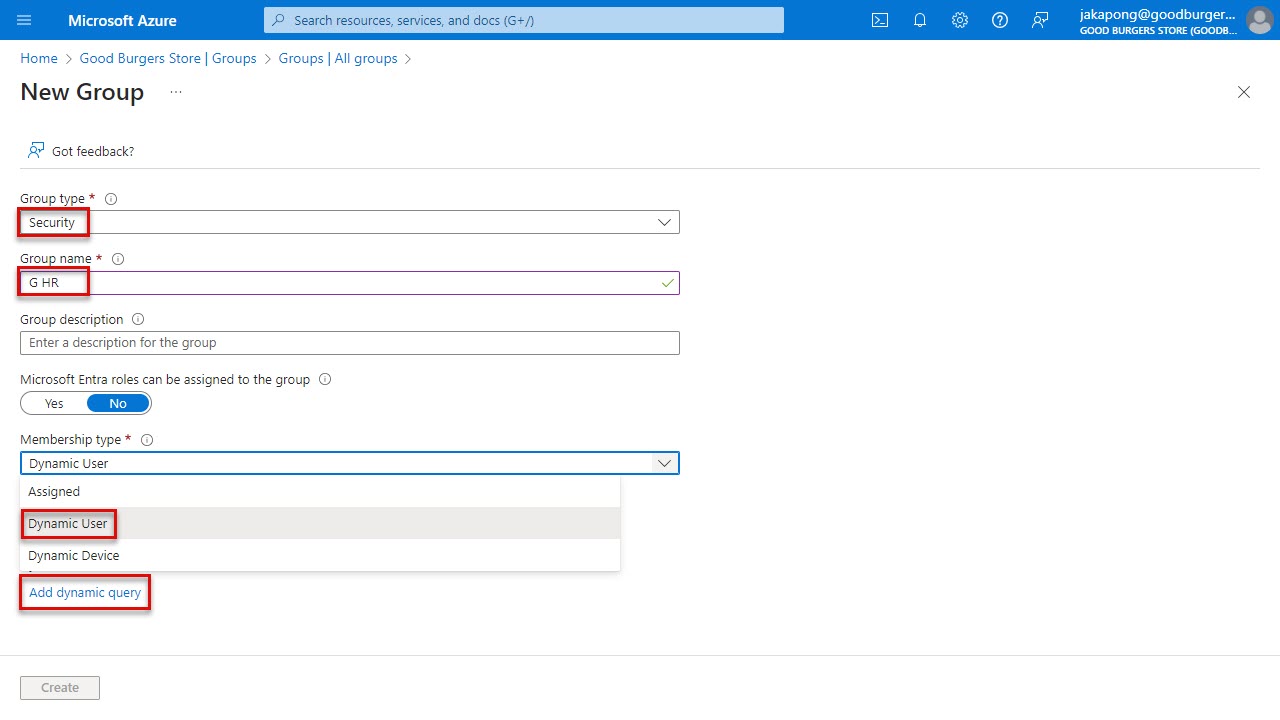 Microsoft Azure
Search resources, services, and docs (G+/)
jakapong@goodburger...
GOOD BURGERS STORE (GOODB...
Home > Good Burgers Store | Groups > Groups | All groups >
New Group ...
Got feedback?
Group type *
Security
Group name *
G HR
Group description
Enter a description for the group
Microsoft Entra roles can be assigned to the group
Yes No
Membership type *
Dynamic User
Assigned
Dynamic User
Dynamic Device
Add dynamic query
Create